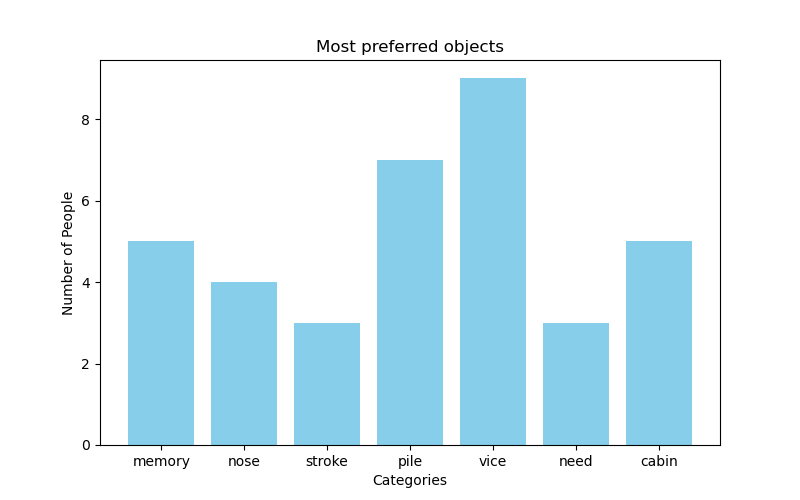 Most preferred objects
Number of People
8
6
4
2
0
memory nose stroke pile vice need cabin
Categories